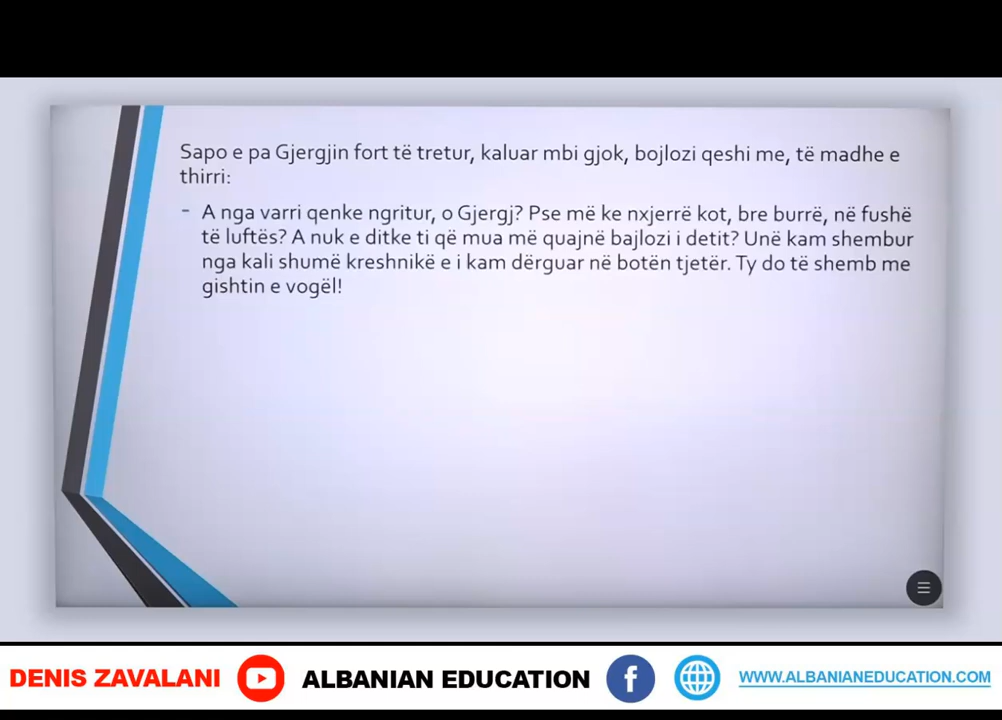 Sapo e pa Gjergjin fort të tretur, kaluar mbi gjok, bojlozi qeshi me, të madhe e
thirri:
- A nga varri qenke ngritur, o Gjergj? Pse më ke nxjerrë kot, bre burrë, në fushë
të luftës? A nuk e ditke ti që mua më quajnë bajlozi i detit? Unë kam shembur
nga kali shumë kreshnikë e i kam dërguar në botën tjetër. Ty do të shemb me
gishtin e vogël!
DENIS ZAVALANI ALBANIAN EDUCATION f WWW.ALBANIANEDUCATION.COM